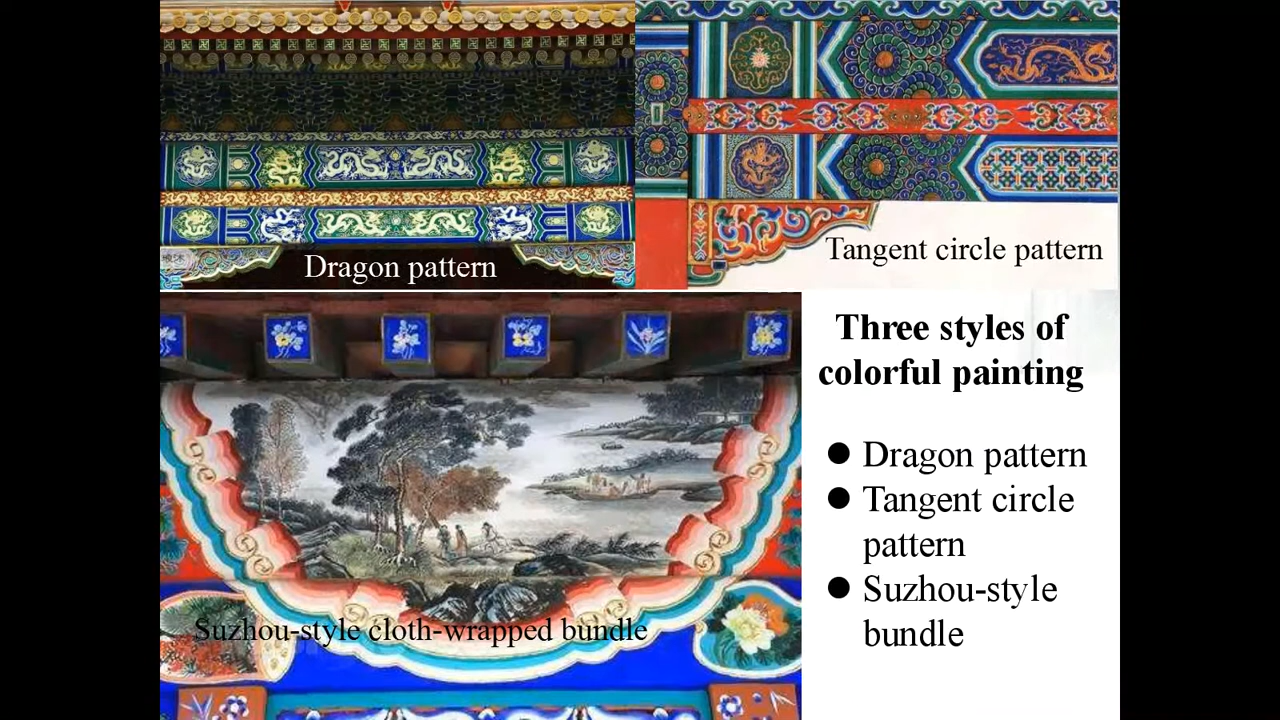 Dragon pattern
Tangent circle pattern
Three styles of
colorful painting
● Dragon pattern
● Tangent circle
pattern
● Suzhou-style
bundle
Suzhou-style cloth-wrapped bundle